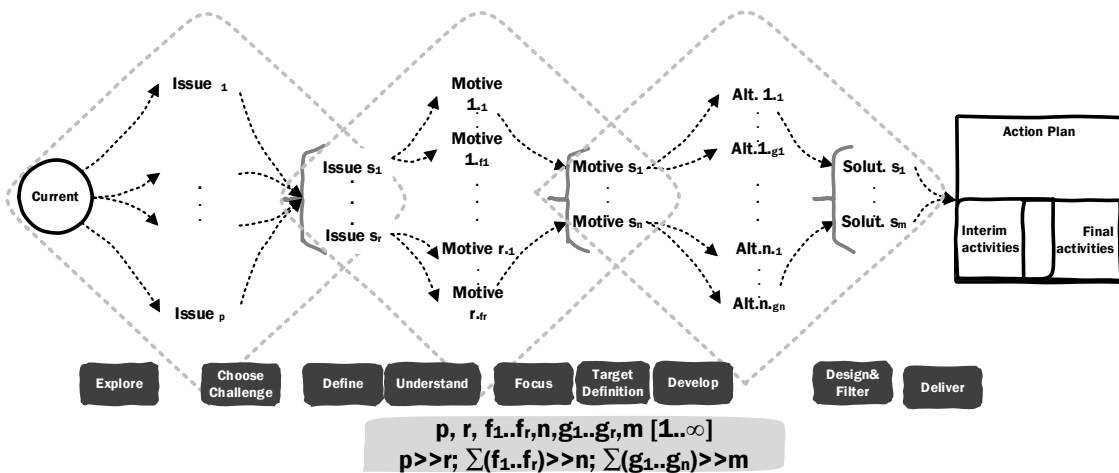 Current
Issue 1
.
.
.
Issue p
Issue s1
.
.
.
Issue sr
Motive
1.1
.
.
Motive
1.f1
.
.
.
Motive r.1
.
.
Motive
r.fr
Motive s1
.
.
.
Motive sn
Alt. 1.1
.
.
Alt.1.g1
.
.
.
Alt.n.1
.
.
Alt.n.gn
Solut. s1
.
.
.
Solut. sm
Action Plan
Interim
activities
Final
activities
Explore
Choose
Challenge
Define
Understand
Focus
Target
Definition
Develop
Design&
Filter
Deliver
p, r, f1..fr,n,g1..gr,m [1..∞]
p>>r; ∑(f1..fr)>>n; ∑(g1..gn)>>m